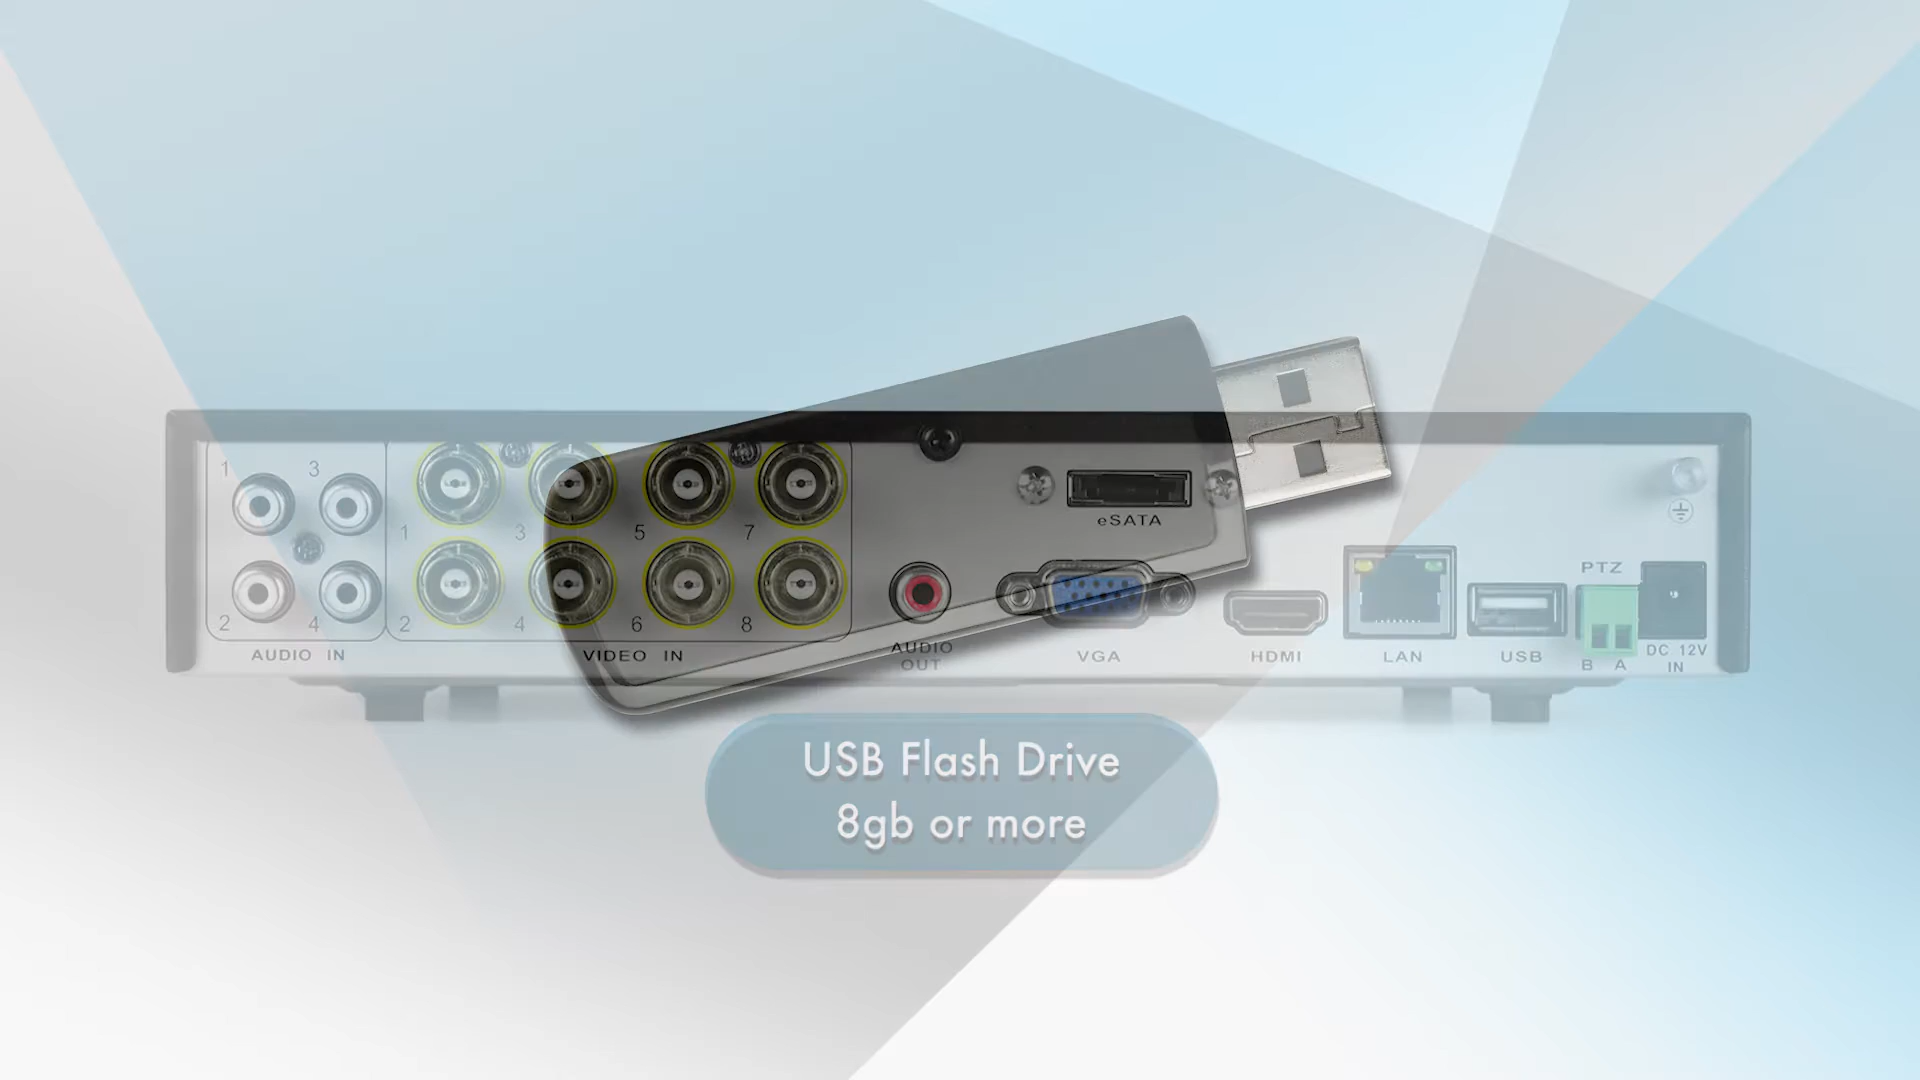 1 3
2 4
AUDIO IN
1 3 5 7
2 4 6 8
VIDEO IN
AUDIO
OUT
eSATA
VGA
HDMI
LAN
USB
PTZ
B A
DC 12V
IN
USB Flash Drive
8gb or more